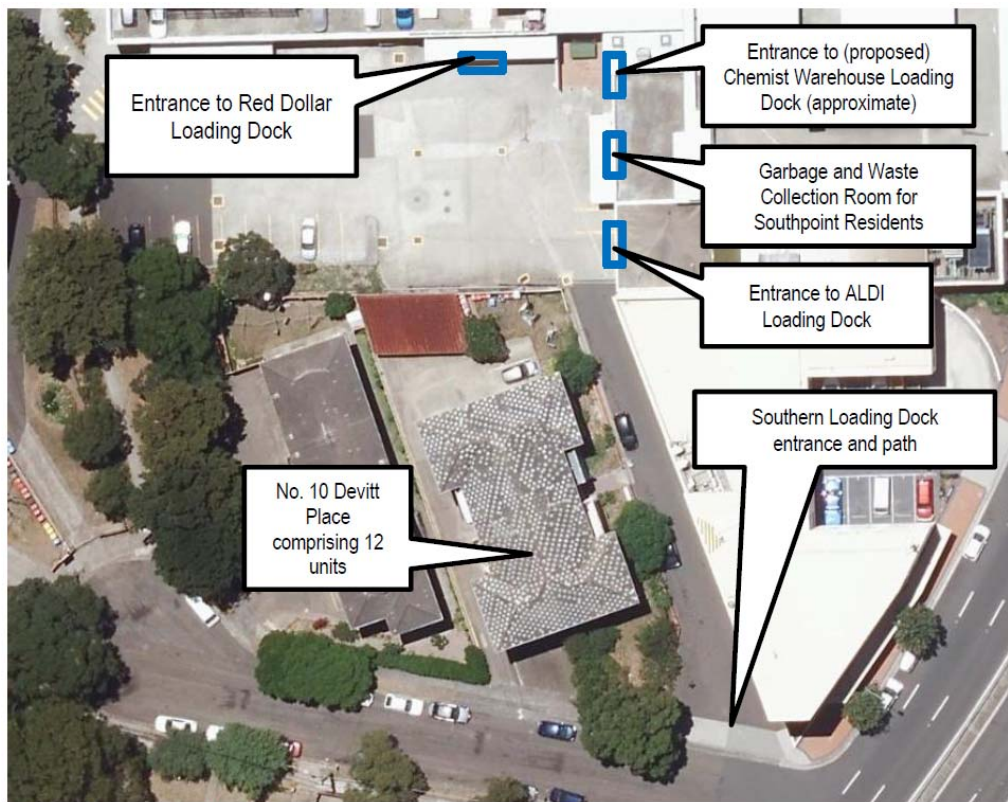 Entrance to Red Dollar
Loading Dock
Entrance to (proposed)
Chemist Warehouse Loading
Dock (approximate)
Garbage and Waste
Collection Room for
Southpoint Residents
Entrance to ALDI
Loading Dock
Southern Loading Dock
entrance and path
No. 10 Devitt
Place
comprising 12
units